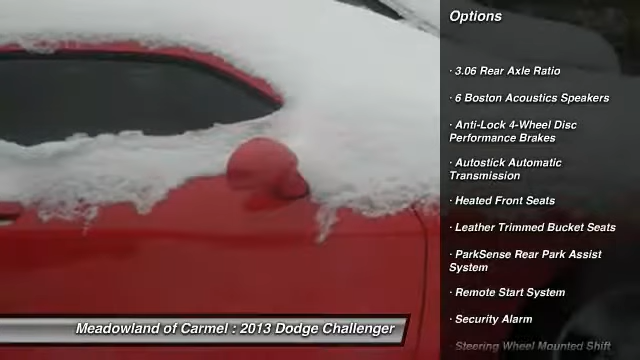 Options
· 3.06 Rear Axle Ratio
· 6 Boston Acoustics Speakers
· Anti-Lock 4-Wheel Disc
Performance Brakes
· Autostick Automatic
Transmission
· Heated Front Seats
· Leather Trimmed Bucket Seats
· ParkSense Rear Park Assist
System
· Remote Start System
· Security Alarm
· Steering Wheel Mounted Shift
Meadowland of Carmel : 2013 Dodge Challenger